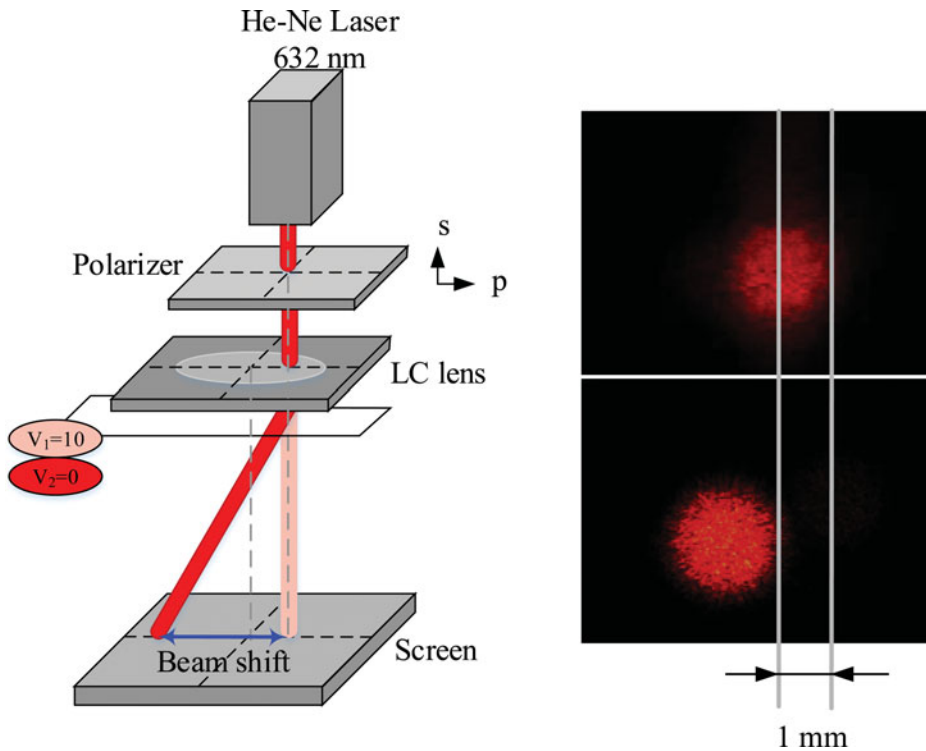 He-Ne Laser
632 nm
Polarizer
s
p
LC lens
V₁=10
V₂=0
Beam shift
Screen
1 mm